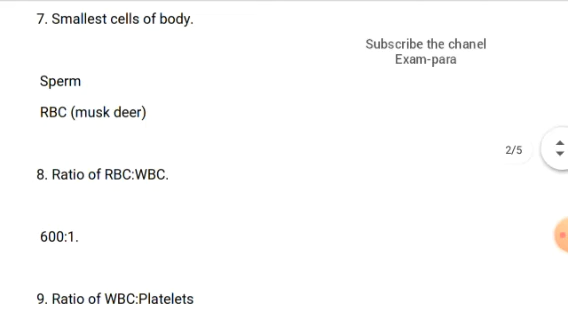 7. Smallest cells of body.
Subscribe the chanel
Exam-para
Sperm
RBC (musk deer)
2/5
8. Ratio of RBC:WBC.
600:1.
9. Ratio of WBC:Platelets